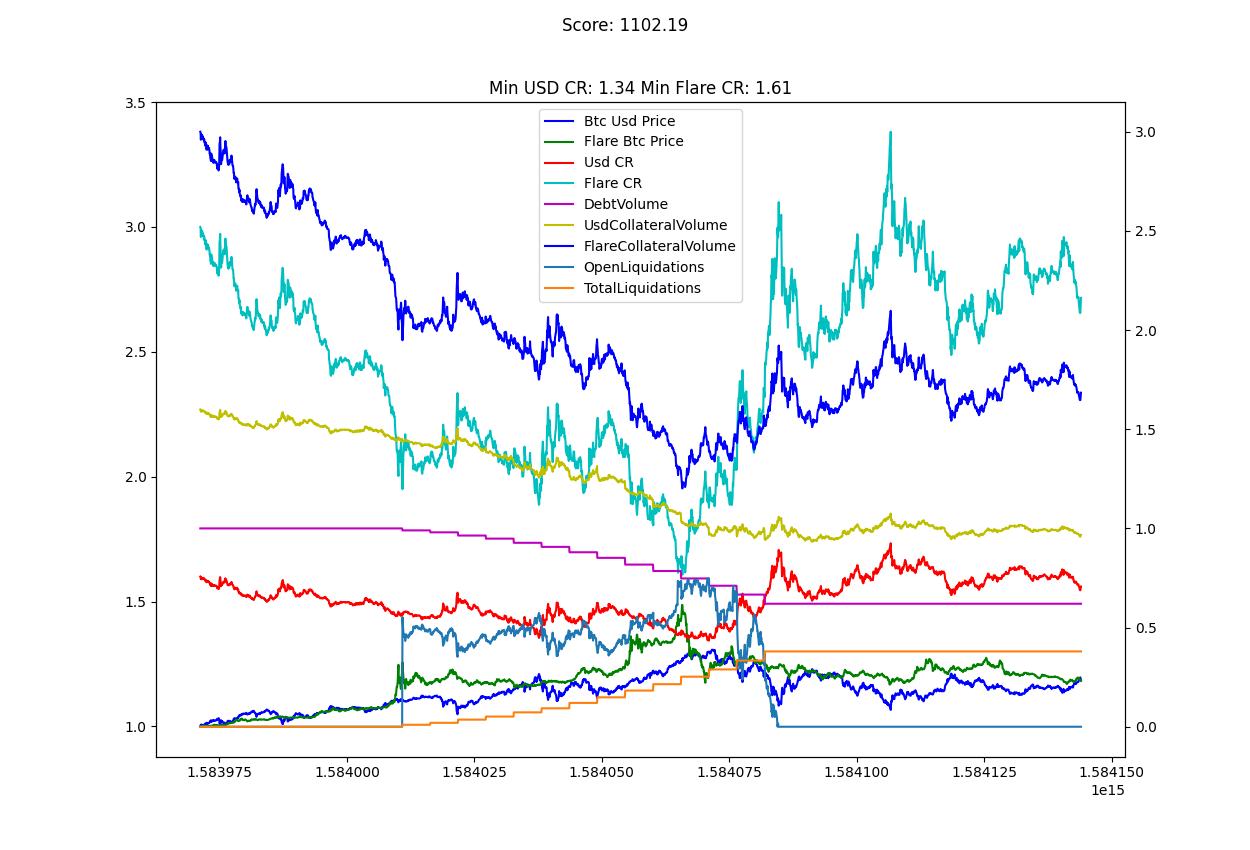 Score: 1102.19
Min USD CR: 1.34 Min Flare CR: 1.61
Btc Usd Price
Flare Btc Price
Usd CR
Flare CR
DebtVolume
UsdCollateralVolume
FlareCollateralVolume
OpenLiquidations
TotalLiquidations
3.5
3.0
2.5
2.0
1.5
1.0
3.0
2.5
2.0
1.5
1.0
0.5
0.0
1.583975 1.584000 1.584025 1.584050 1.584075 1.584100 1.584125 1.584150
1e15